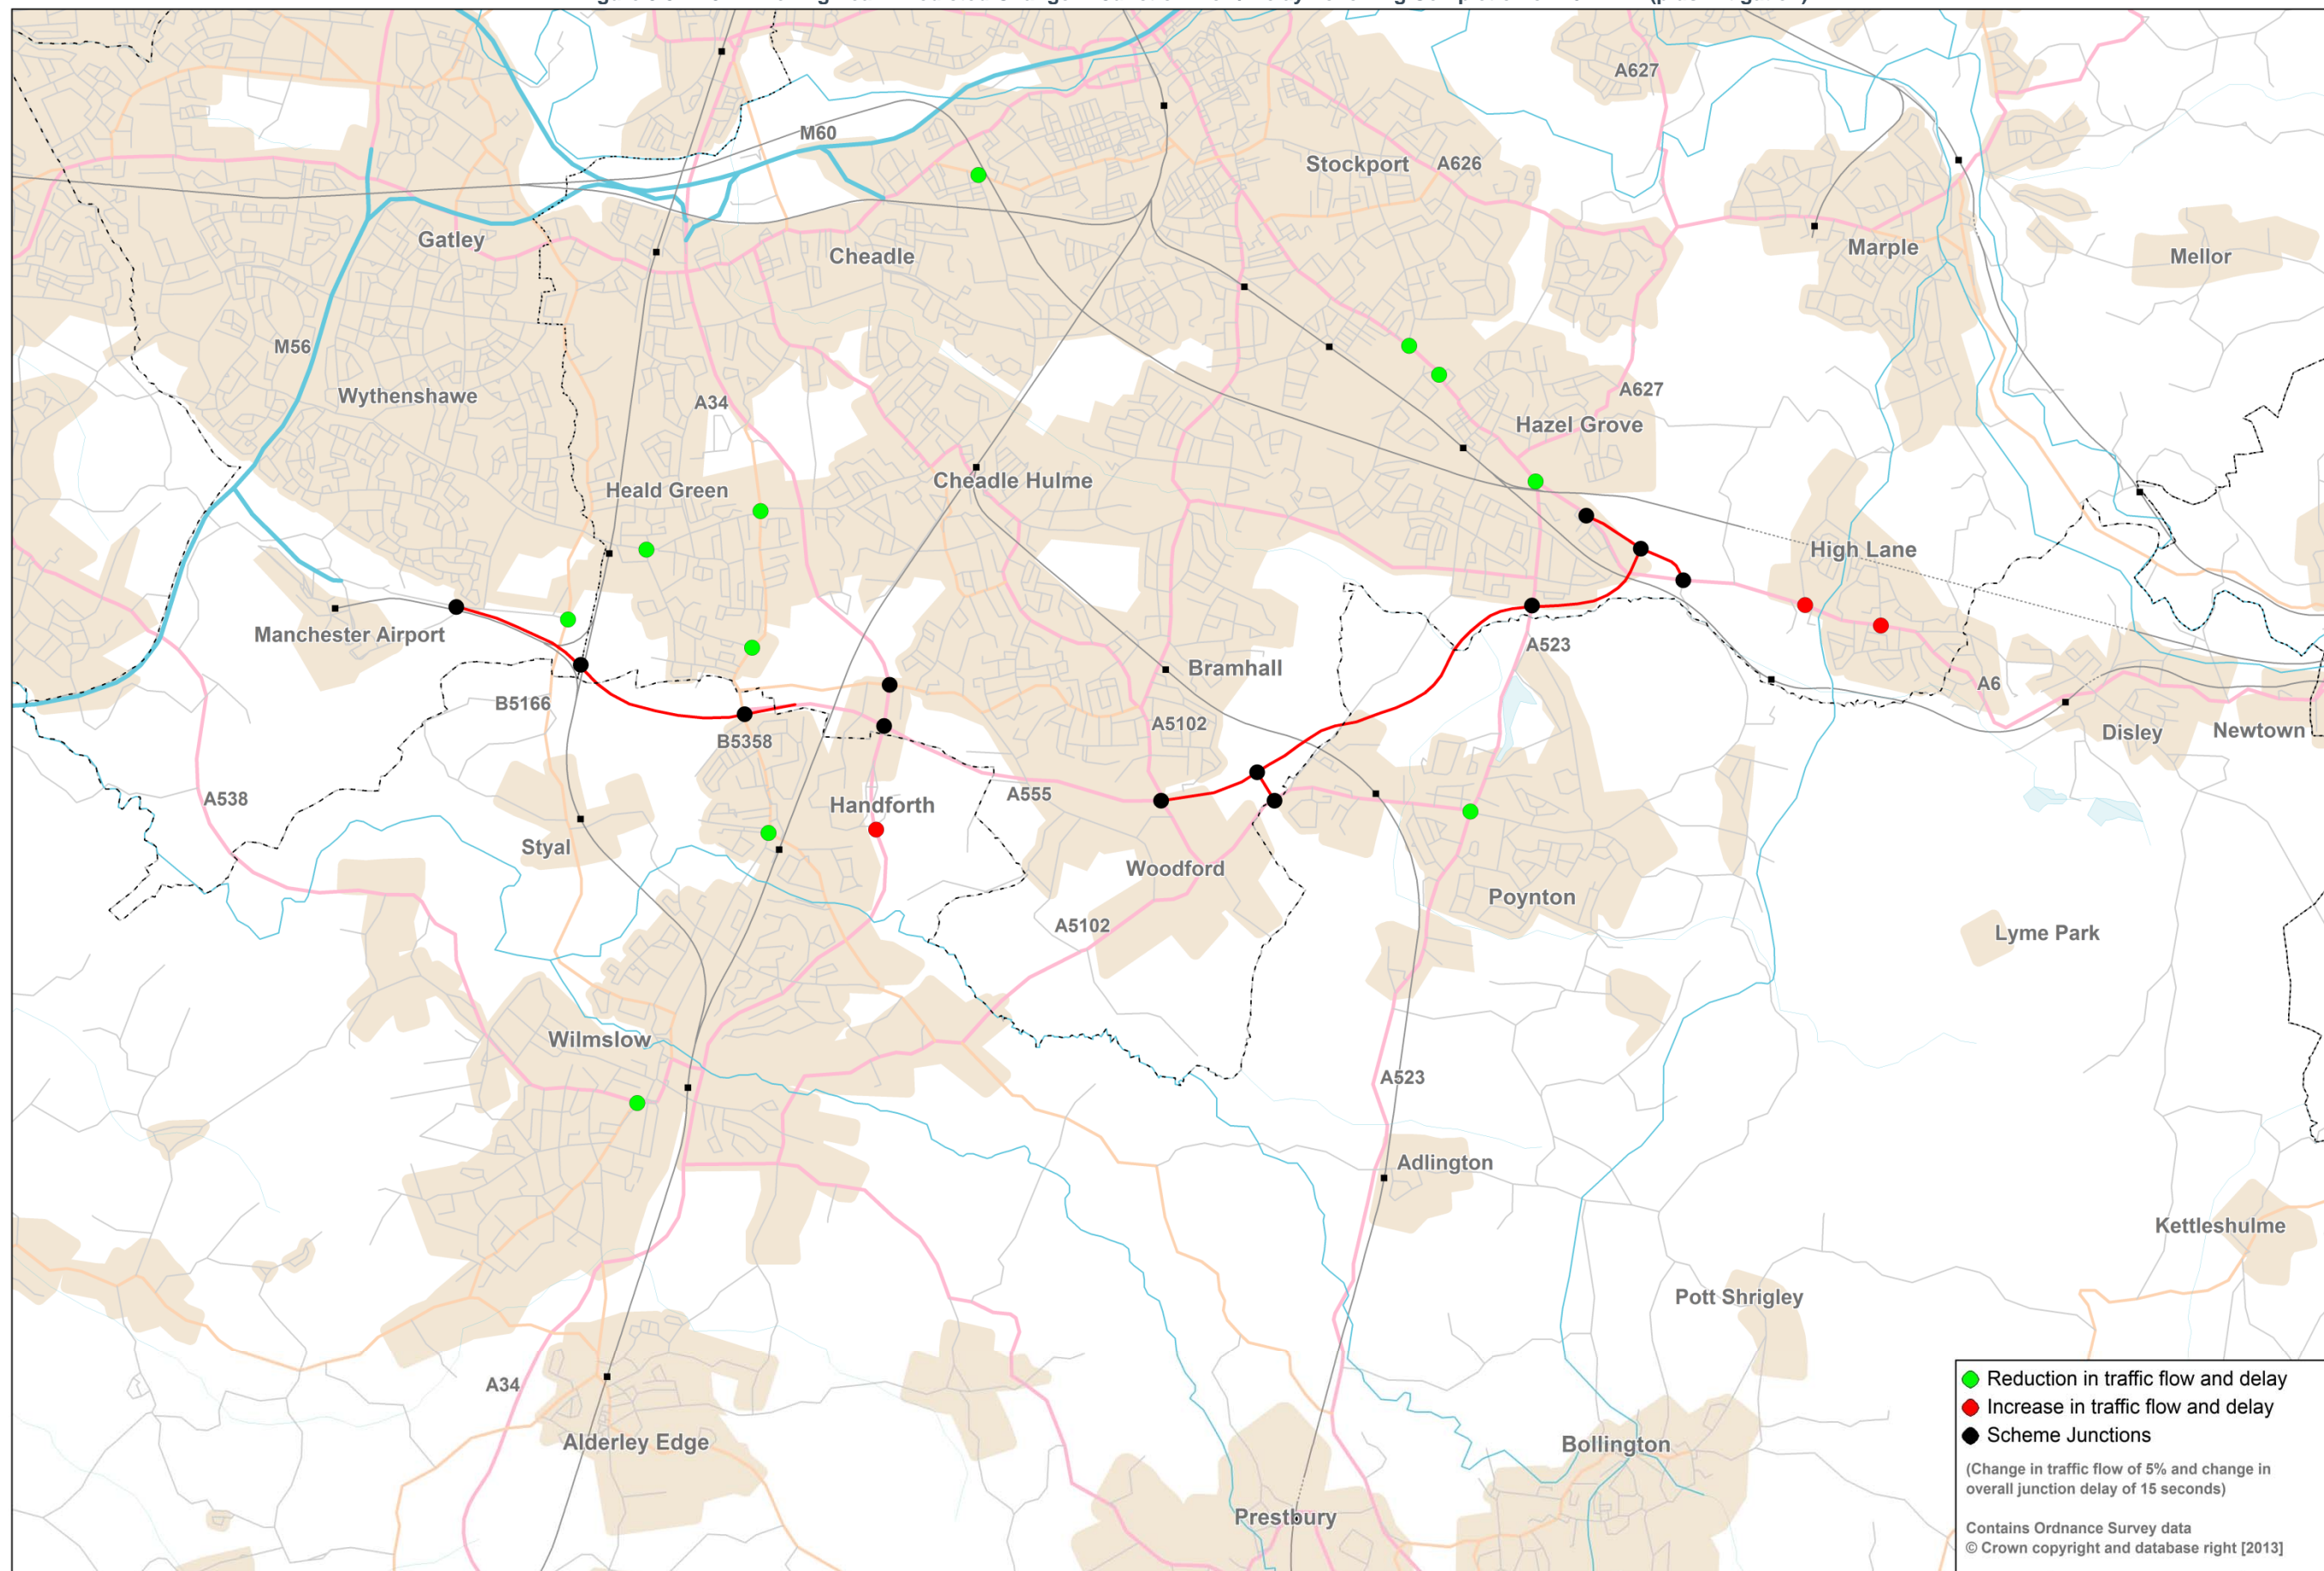 A627
M60
Stockport
A626
Gatley
Cheadle
Marple
Mellor
M56
Wythenshawe
A34
A627
Hazel Grove
Cheadle Hulme
Heald Green
High Lane
Manchester Airport
A523
Bramhall
B5166
A5102
A6
B5358
Disley
Newtown
A538
A555
Handforth
Styal
Woodford
Poynton
A5102
Lyme Park
Wilmslow
A523
Adlington
Kettleshulme
Pott Shrigley
A34
Alderley Edge
Bollington
Prestbury
Reduction in traffic flow and delay
Increase in traffic flow and delay
Scheme Junctions
(Change in traffic flow of 5% and change in
overall junction delay of 15 seconds)
Contains Ordnance Survey data
© Crown copyright and database right [2013]